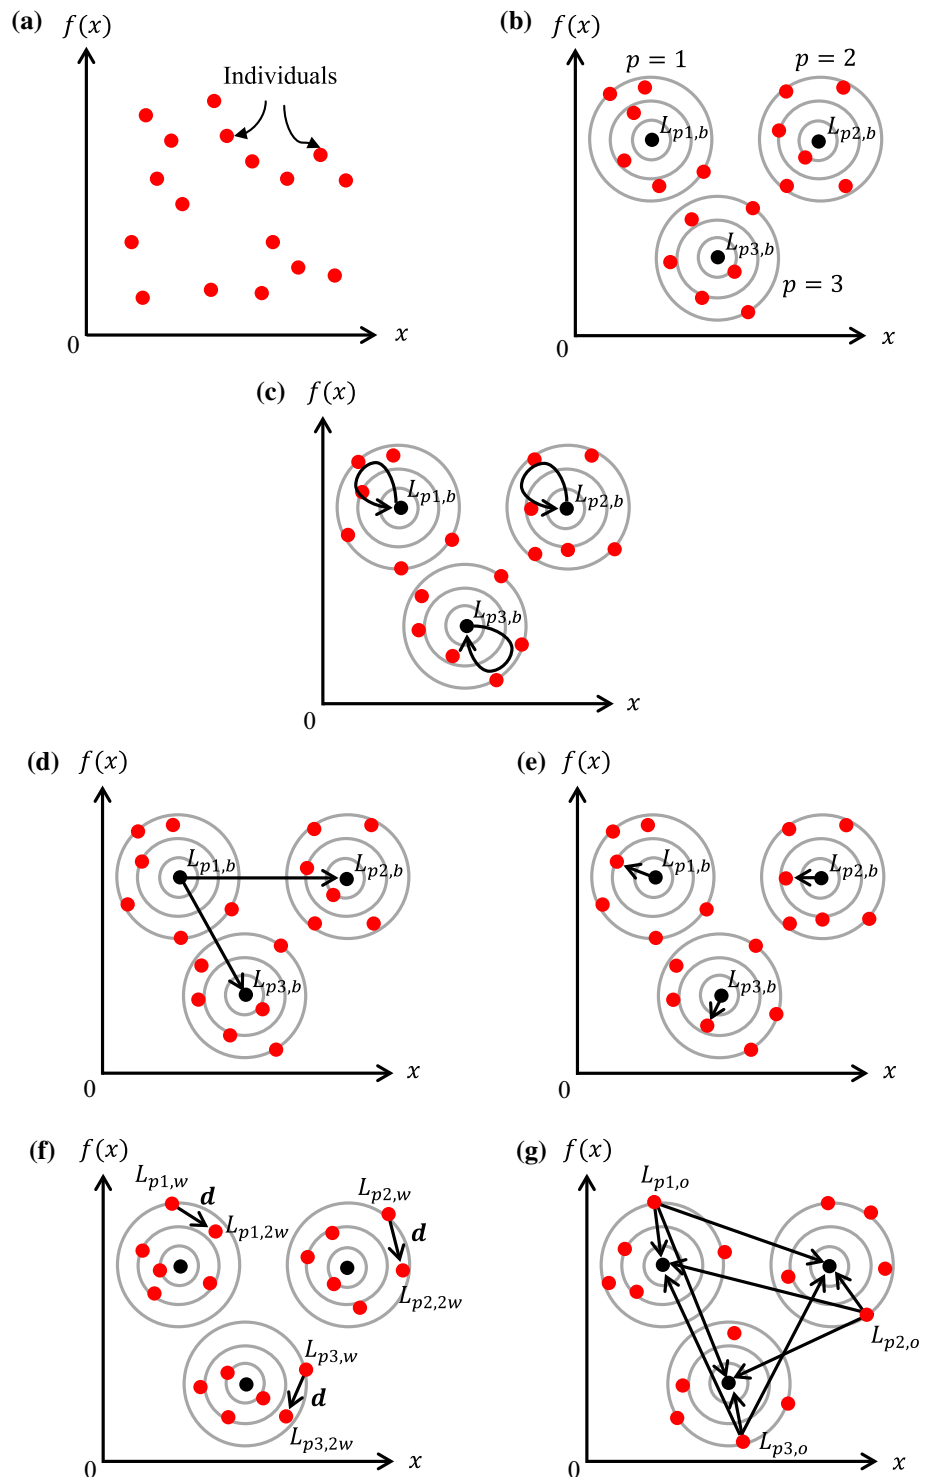 (a) f(x)
Individuals
0
x
(b) f(x)
p = 1
p = 2
L_{p1,b}
L_{p2,b}
L_{p3,b}
p = 3
0
x
(c) f(x)
L_{p1,b}
L_{p2,b}
L_{p3,b}
0
x
(d) f(x)
L_{p1,b}
L_{p2,b}
L_{p3,b}
0
x
(e) f(x)
L_{p1,b}
L_{p2,b}
L_{p3,b}
0
x
(f) f(x)
L_{p1,w}
d
L_{p1,2w}
L_{p2,w}
d
L_{p2,2w}
L_{p3,w}
d
L_{p3,2w}
0
x
(g) f(x)
L_{p1,o}
L_{p2,o}
L_{p3,o}
0
x